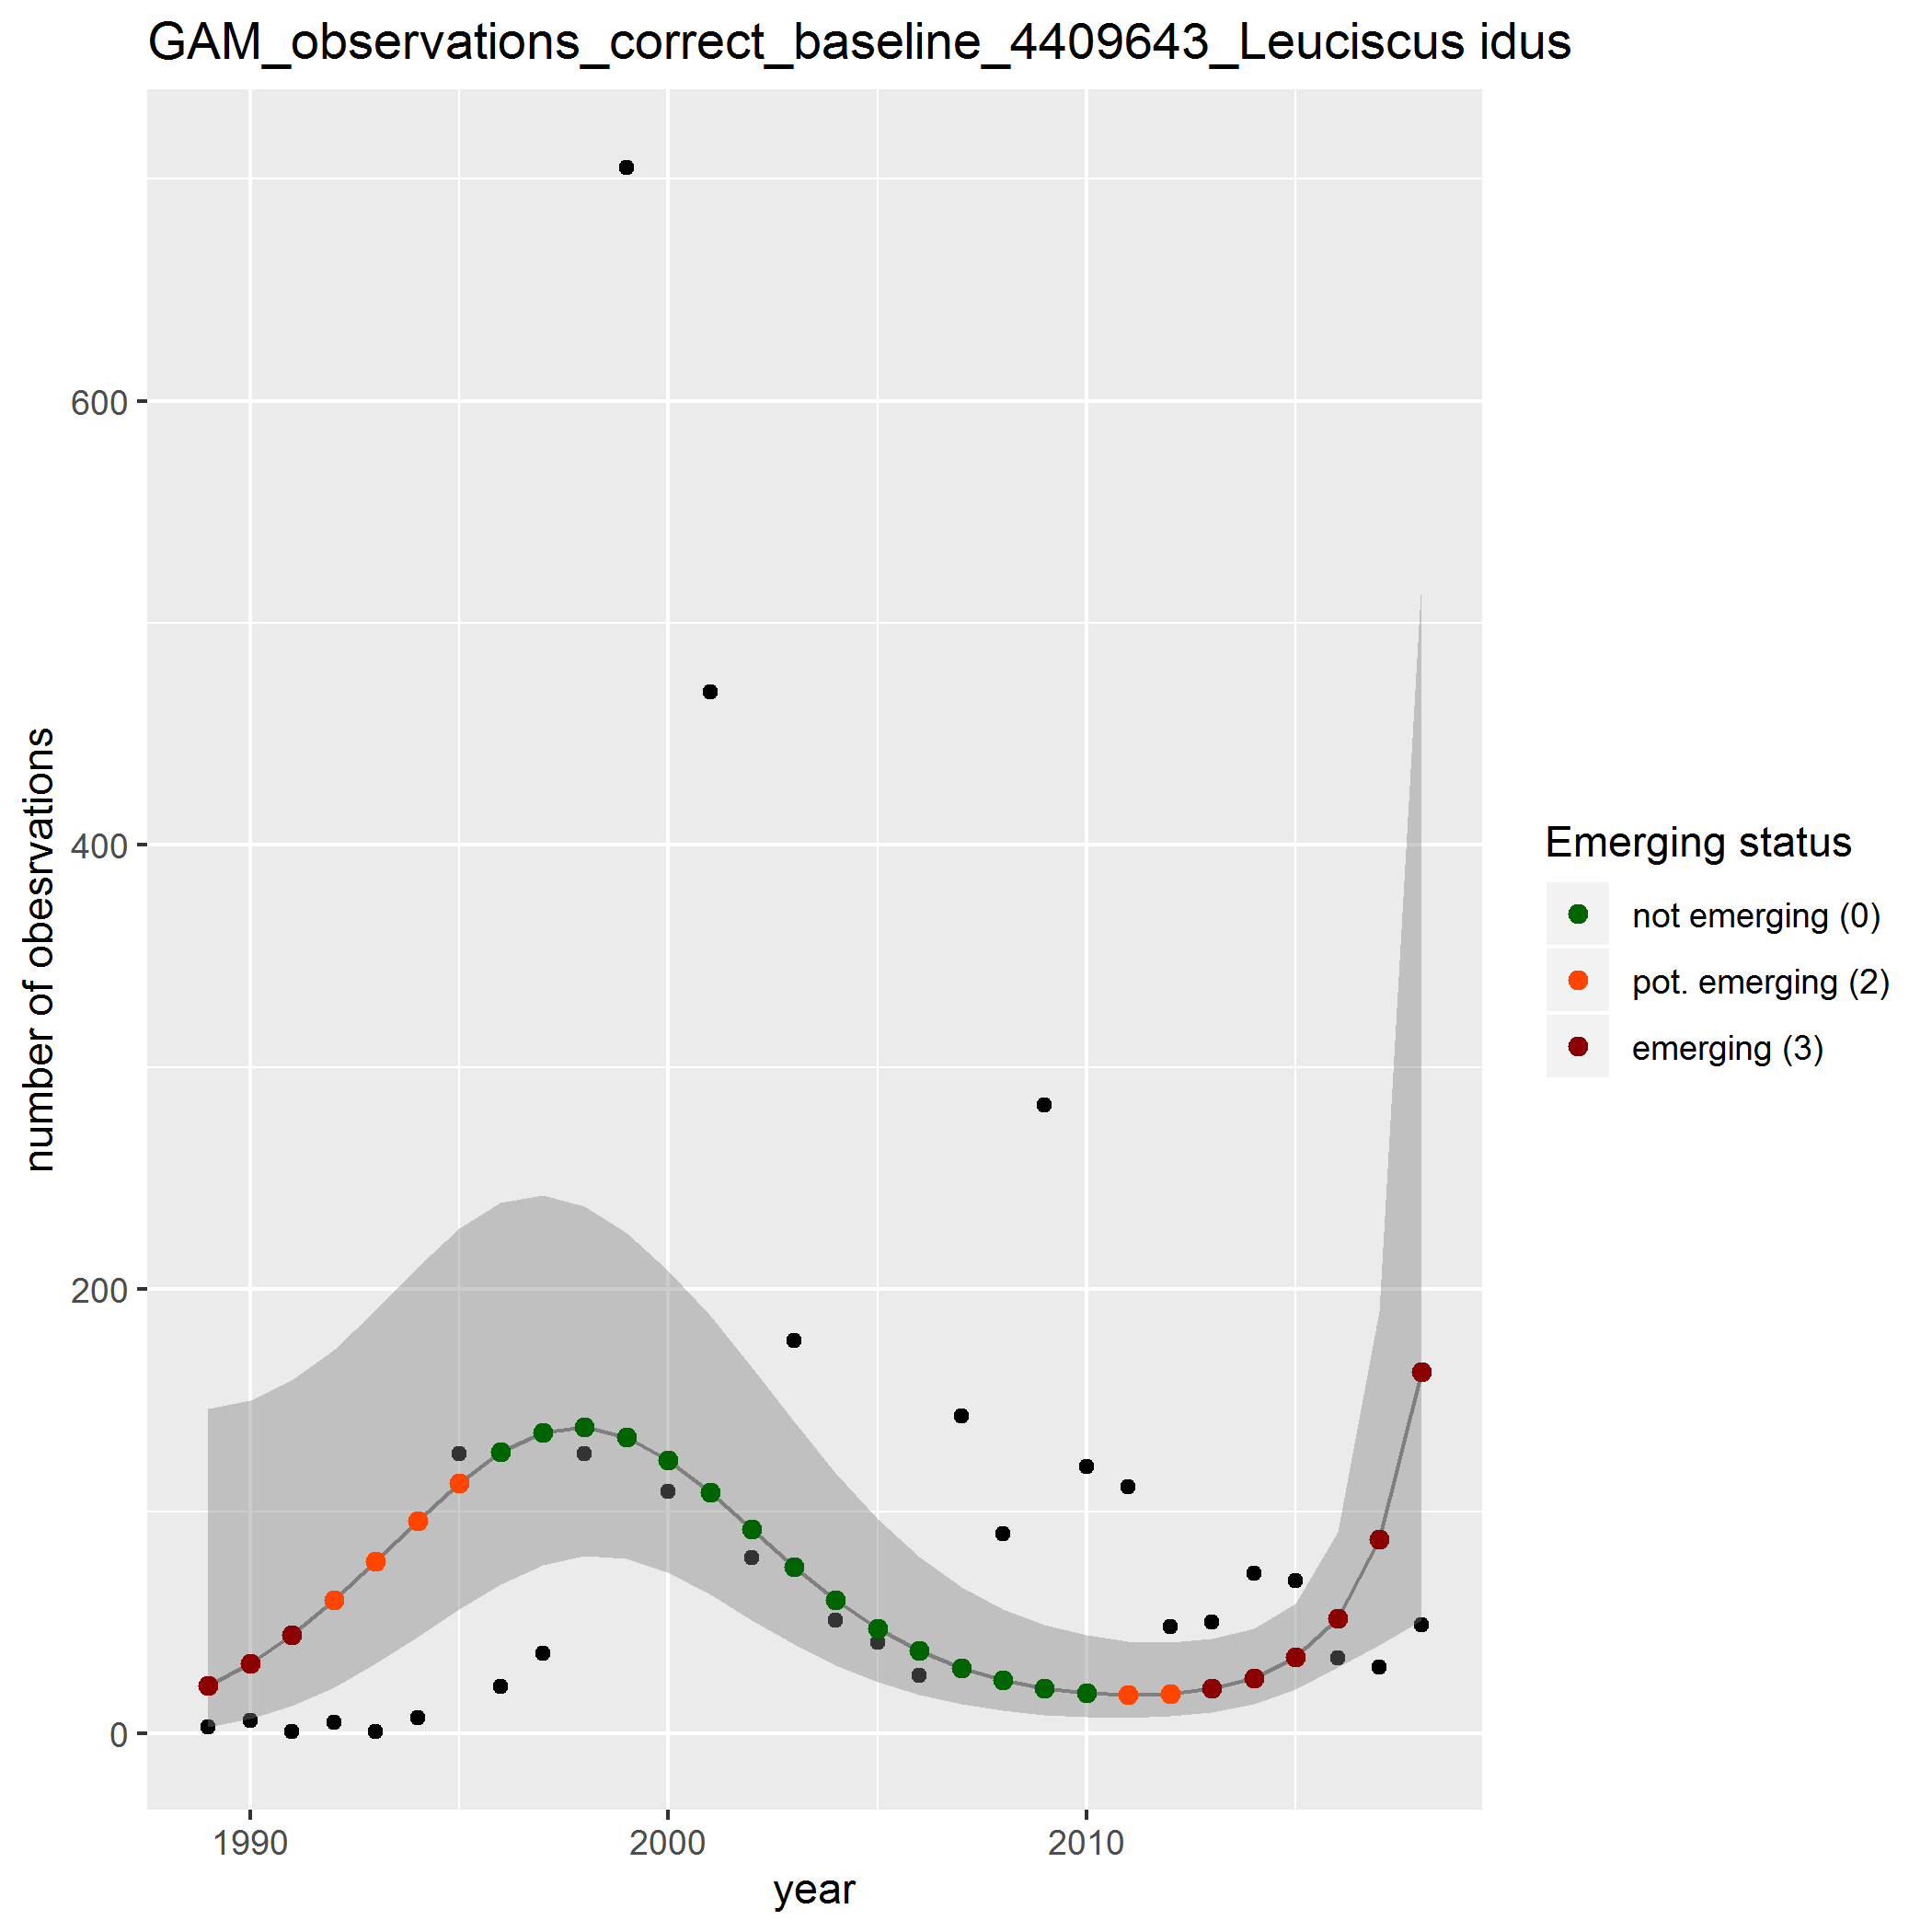 GAM_observations_correct_baseline_4409643_Leuciscus idus
number of obesrvations
600
400
200
0
1990
2000
2010
year
Emerging status
not emerging (0)
pot. emerging (2)
emerging (3)